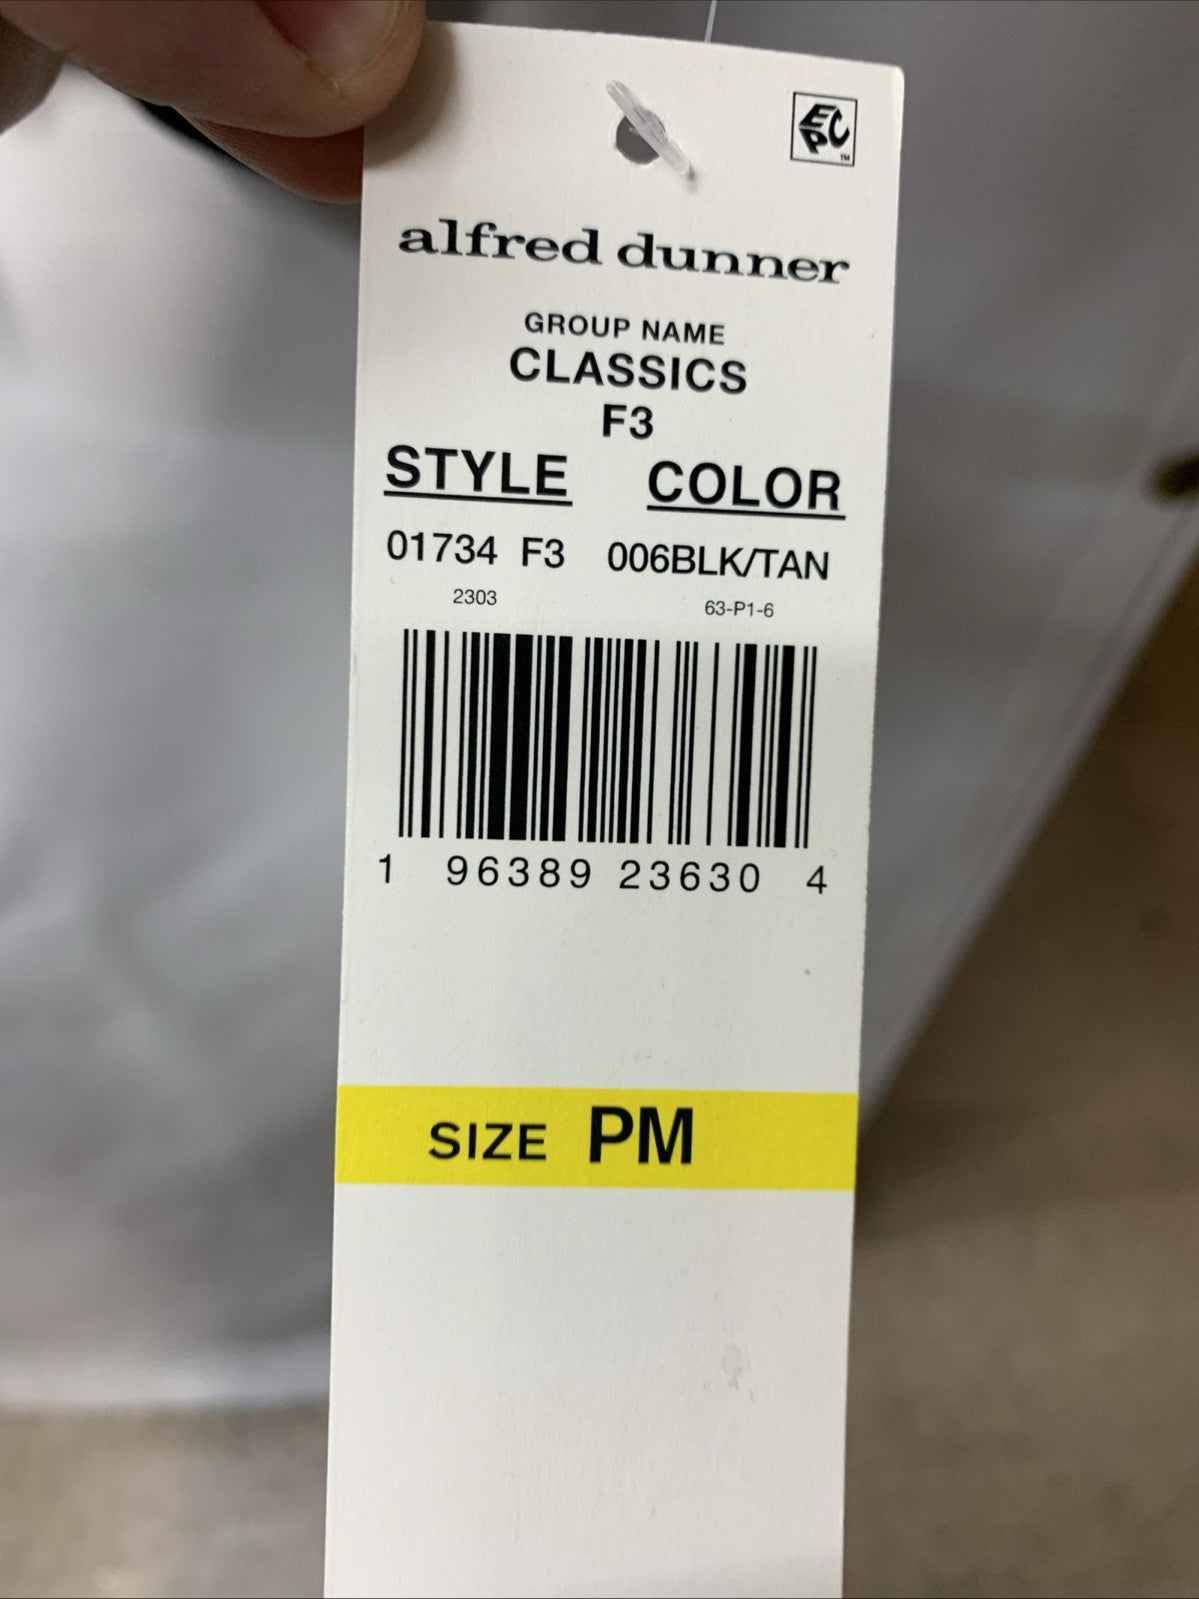 EPC
TM
alfred dunner
GROUP NAME
CLASSICS
F3
STYLE COLOR
01734 F3 006BLK/TAN
2303 63-P1-6
1 96389 23630 4
SIZE PM